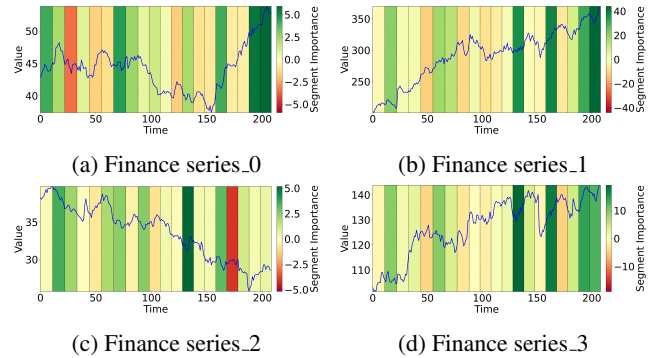 50
45
40
Value
0 50 100 150 200
Time
5.0
2.5
0.0
−2.5
−5.0
Segment Importance
(a) Finance series_0
350
300
250
Value
0 50 100 150 200
Time
40
20
0
−20
−40
Segment Importance
(b) Finance series_1
35
30
Value
0 50 100 150 200
Time
5.0
2.5
0.0
−2.5
−5.0
Segment Importance
(c) Finance series_2
140
130
120
110
Value
0 50 100 150 200
Time
10
0
−10
Segment Importance
(d) Finance series_3